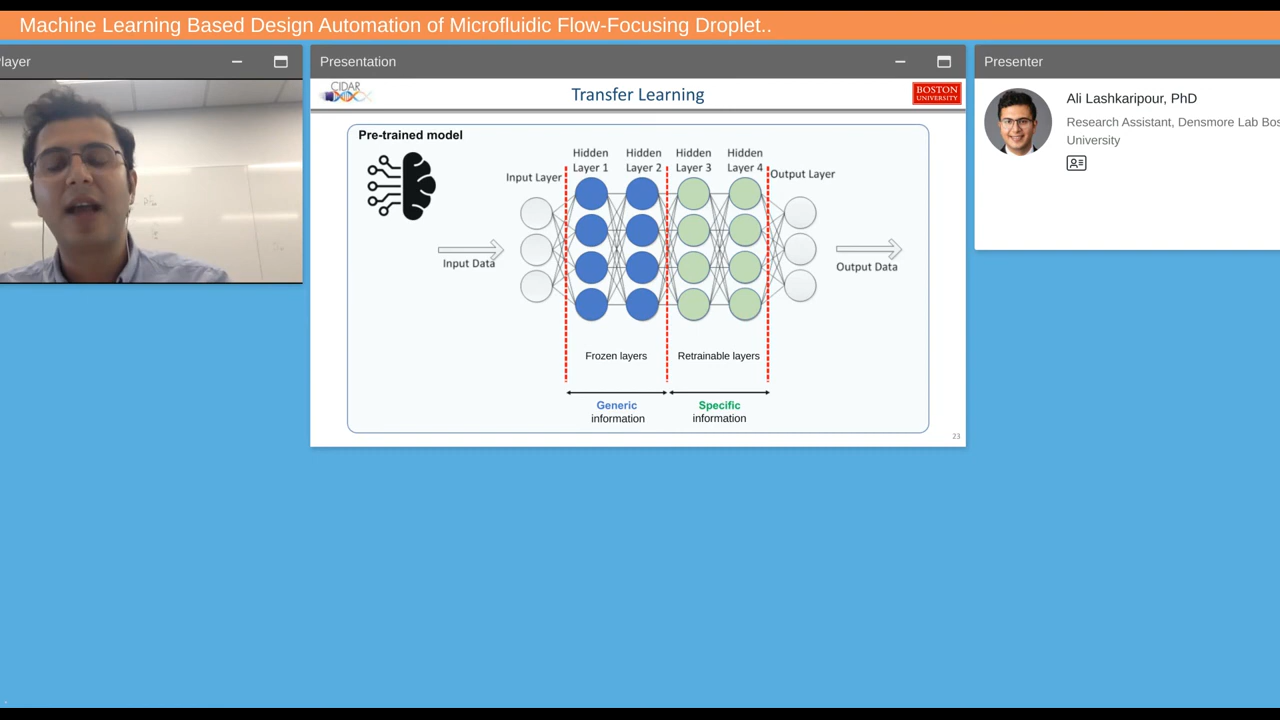 Machine Learning Based Design Automation of Microfluidic Flow-Focusing Droplet..
layer
Presentation
Presenter
CIDAR
Transfer Learning
BOSTON
UNIVERSITY
Ali Lashkaripour, PhD
Research Assistant, Densmore Lab Bos
University
Pre-trained model
Hidden Layer 1
Hidden Layer 2
Hidden Layer 3
Hidden Layer 4
Input Layer
Output Layer
Input Data
Output Data
Frozen layers
Retrainable layers
Generic information
Specific information
23